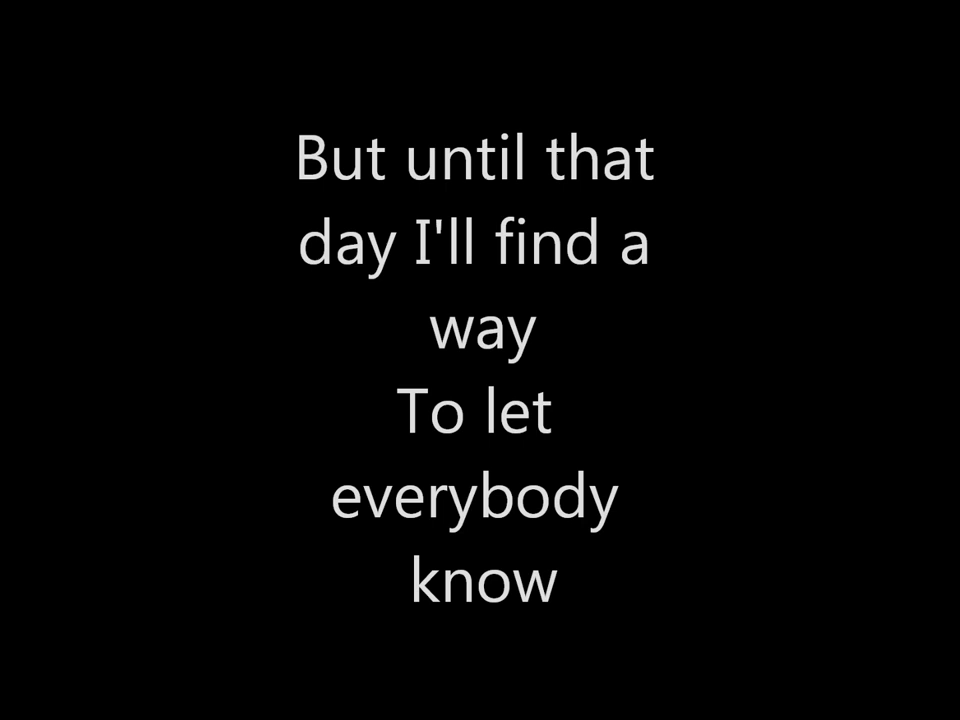 But until that
day I'll find a
way
To let
everybody
know